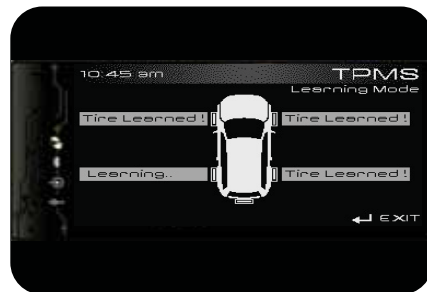 10:45 am
TPMS
Learning Mode
Tire Learned !
Tire Learned !
Learning..
Tire Learned !
EXIT